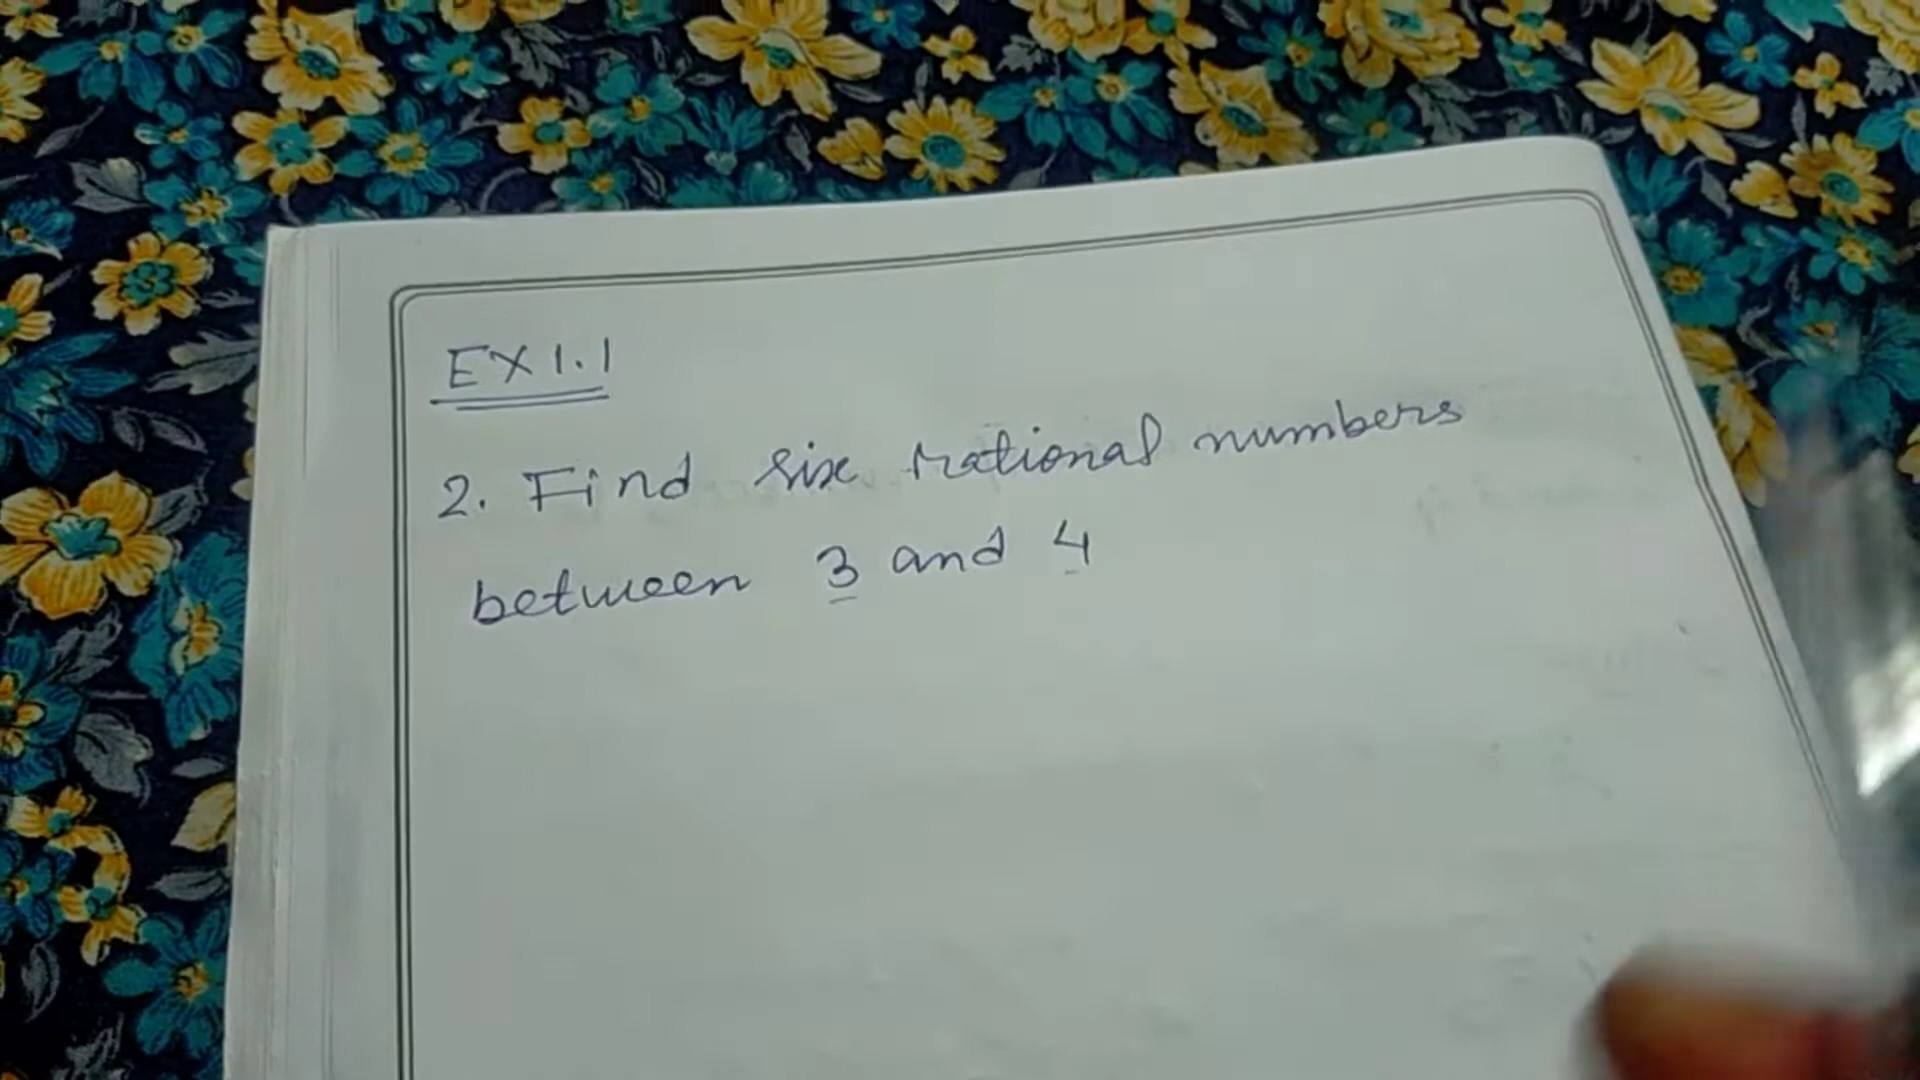 EX 1.1
2. Find six rational numbers
between 3 and 4